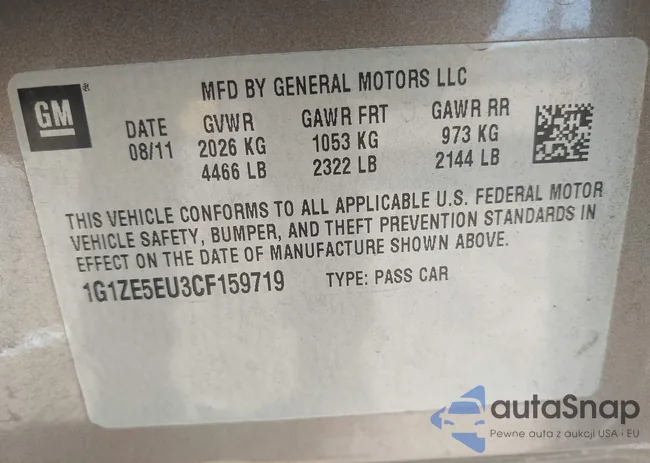 MFD BY GENERAL MOTORS LLC
GM
DATE GVWR GAWR FRT GAWR RR
08/11 2026 KG 1053 KG 973 KG
4466 LB 2322 LB 2144 LB
THIS VEHICLE CONFORMS TO ALL APPLICABLE U.S. FEDERAL MOTOR
VEHICLE SAFETY, BUMPER, AND THEFT PREVENTION STANDARDS IN
EFFECT ON THE DATE OF MANUFACTURE SHOWN ABOVE.
1G1ZE5EU3CF159719 TYPE: PASS CAR
autaSnap
Pewne auta z aukcji USA i EU